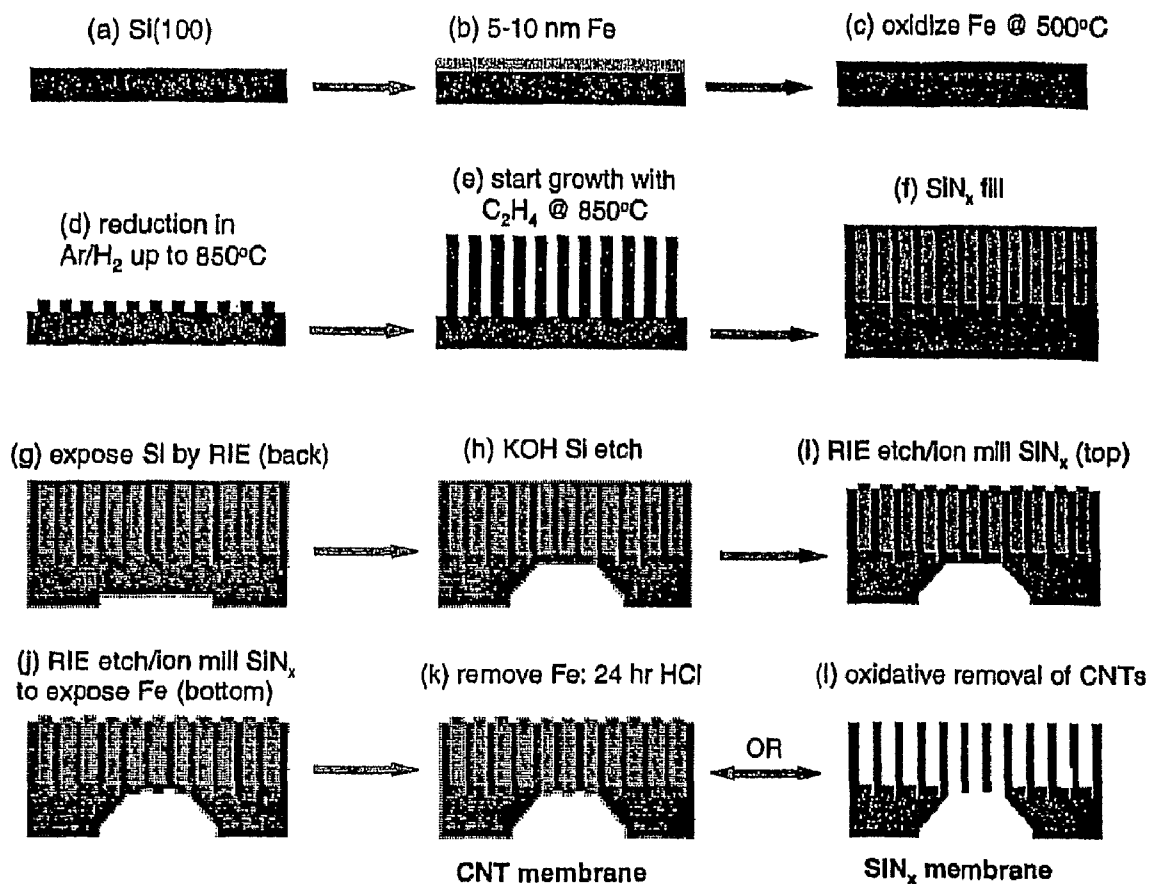 (a) Si(100)
(b) 5-10 nm Fe
(c) oxidize Fe @ 500ºC
(d) reduction in
Ar/H₂ up to 850ºC
(e) start growth with
C₂H₄ @ 850ºC
(f) SiNₓ fill
(g) expose Si by RIE (back)
(h) KOH Si etch
(i) RIE etch/ion mill SiNₓ (top)
(j) RIE etch/ion mill SiNₓ
to expose Fe (bottom)
(k) remove Fe: 24 hr HCl
OR
(l) oxidative removal of CNTs
CNT membrane
SiNₓ membrane